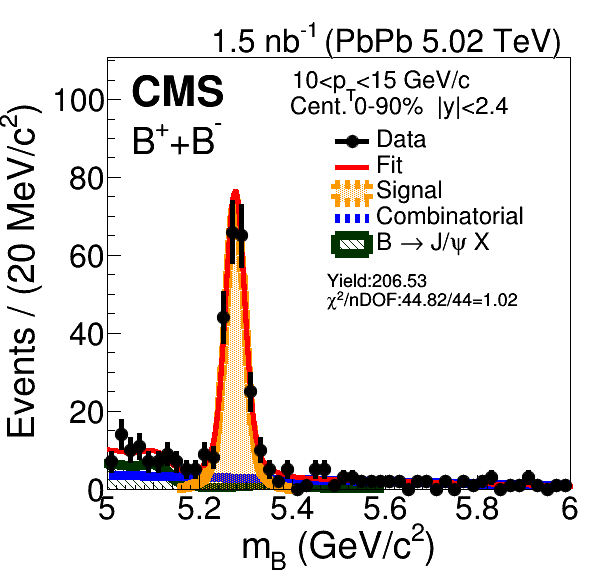 1.5 nb⁻¹ (PbPb 5.02 TeV)
CMS
B⁺+B⁻
10<p_T<15 GeV/c
Cent. 0-90% |y|<2.4
Data
Fit
Signal
Combinatorial
B → J/ψ X
Yield:206.53
χ²/nDOF:44.82/44=1.02
Events / (20 MeV/c²)
100
80
60
40
20
0
5 5.2 5.4 5.6 5.8 6
m_B (GeV/c²)